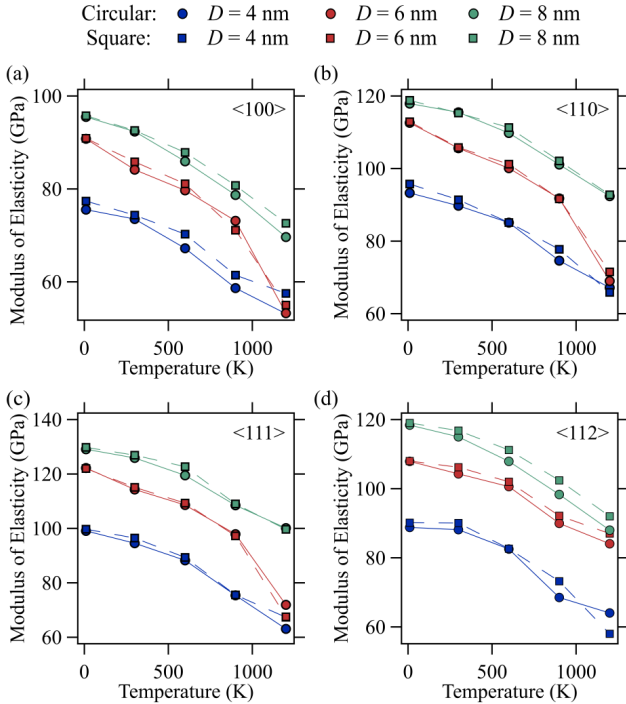 Circular: D = 4 nm D = 6 nm D = 8 nm
Square: D = 4 nm D = 6 nm D = 8 nm
(a)
<100>
Modulus of Elasticity (GPa)
100
80
60
0 500 1000
Temperature (K)
(b)
<110>
Modulus of Elasticity (GPa)
120
100
80
60
0 500 1000
Temperature (K)
(c)
<111>
Modulus of Elasticity (GPa)
140
120
100
80
60
0 500 1000
Temperature (K)
(d)
<112>
Modulus of Elasticity (GPa)
120
100
80
60
0 500 1000
Temperature (K)